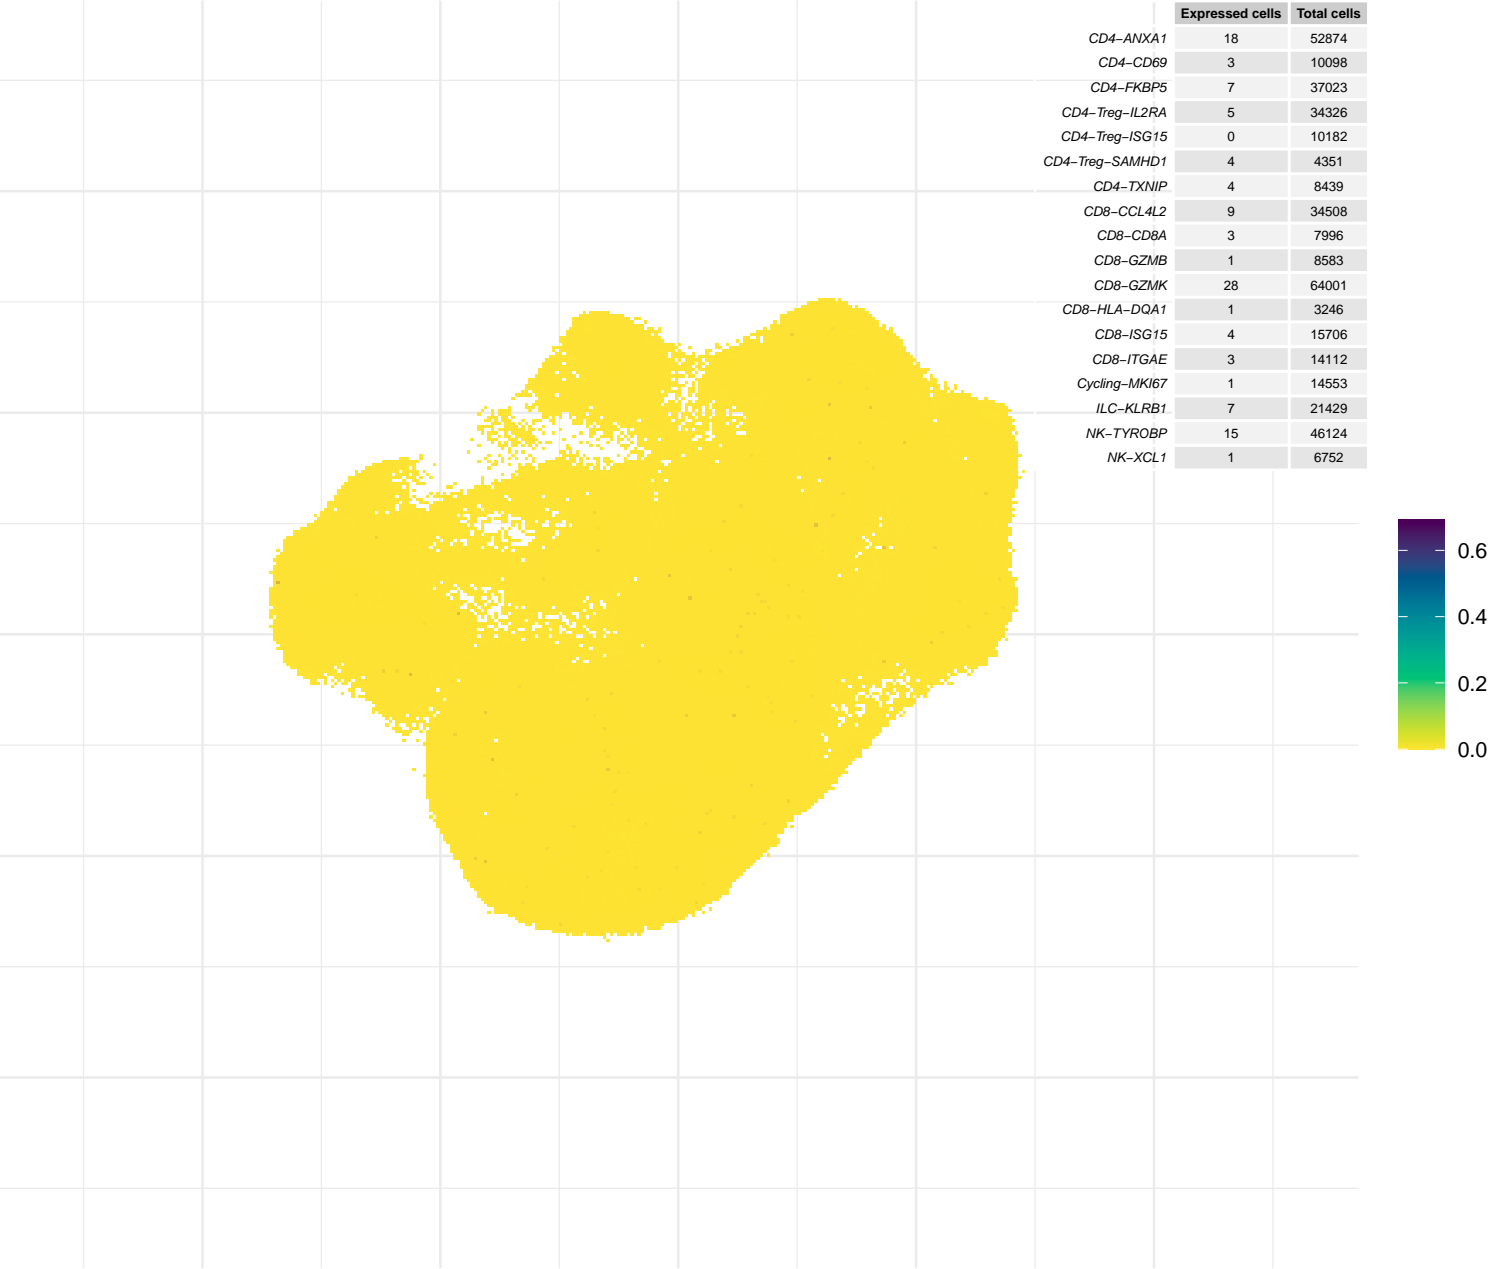 Expressed cells Total cells
CD4−ANXA1 18 52874
CD4−CD69 3 10098
CD4−FKBP5 7 37023
CD4−Treg−IL2RA 5 34326
CD4−Treg−ISG15 0 10182
CD4−Treg−SAMHD1 4 4351
CD4−TXNIP 4 8439
CD8−CCL4L2 9 34508
CD8−CD8A 3 7996
CD8−GZMB 1 8583
CD8−GZMK 28 64001
CD8−HLA−DQA1 1 3246
CD8−ISG15 4 15706
CD8−ITGAE 3 14112
Cycling−MKI67 1 14553
ILC−KLRB1 7 21429
NK−TYROBP 15 46124
NK−XCL1 1 6752
0.6
0.4
0.2
0.0